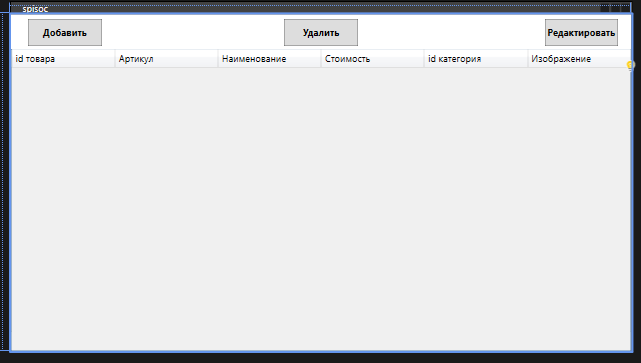 spisoc
Добавить Удалить Редактировать
id товара Артикул Наименование Стоимость id категория Изображение